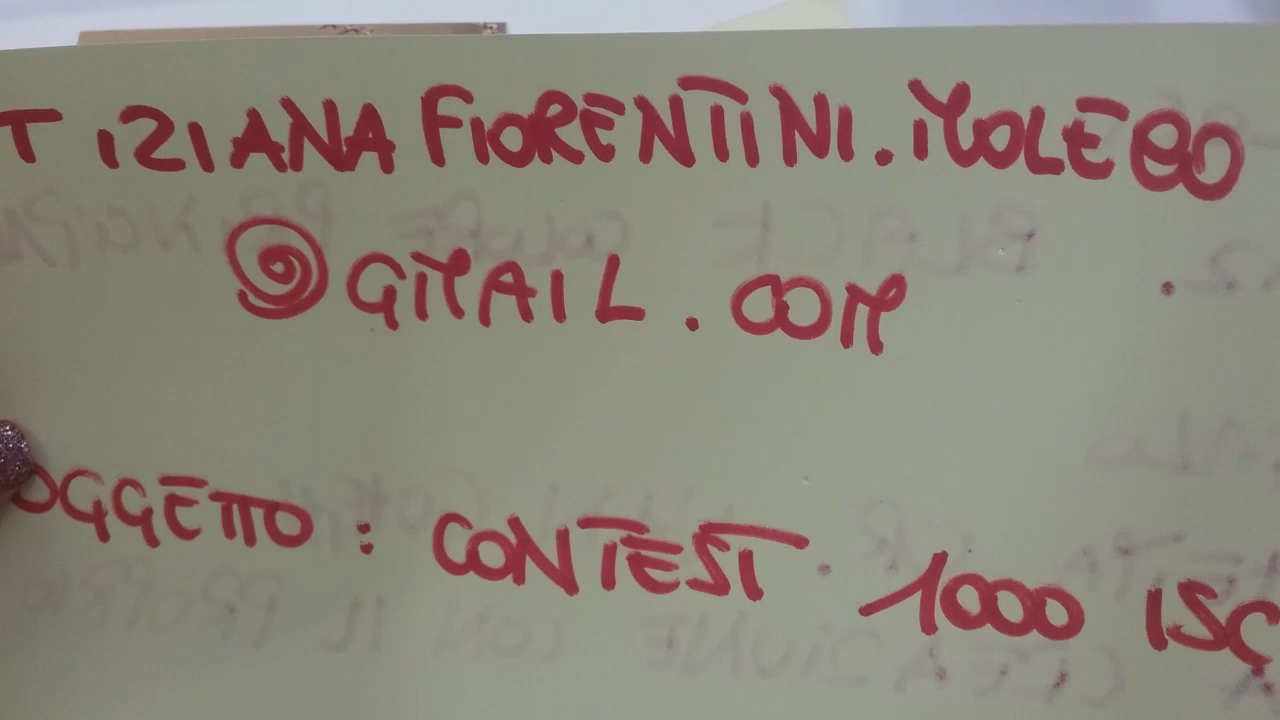 TIZIANA FIORENTINI.MOLE80
@GMAIL.COM
OGGETTO: CONTEST. 1000 ISC